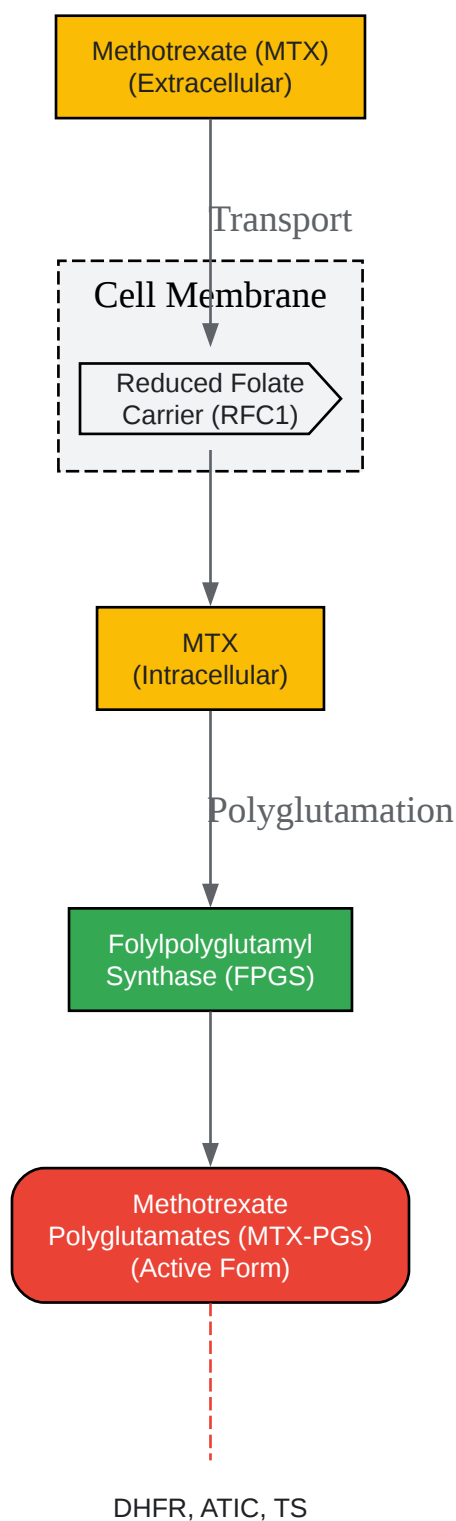 Methotrexate (MTX)
(Extracellular)
Transport
Cell Membrane
Reduced Folate
Carrier (RFC1)
MTX
(Intracellular)
Polyglutamation
Folylpolyglutamyl
Synthase (FPGS)
Methotrexate
Polyglutamates (MTX-PGs)
(Active Form)
DHFR, ATIC, TS